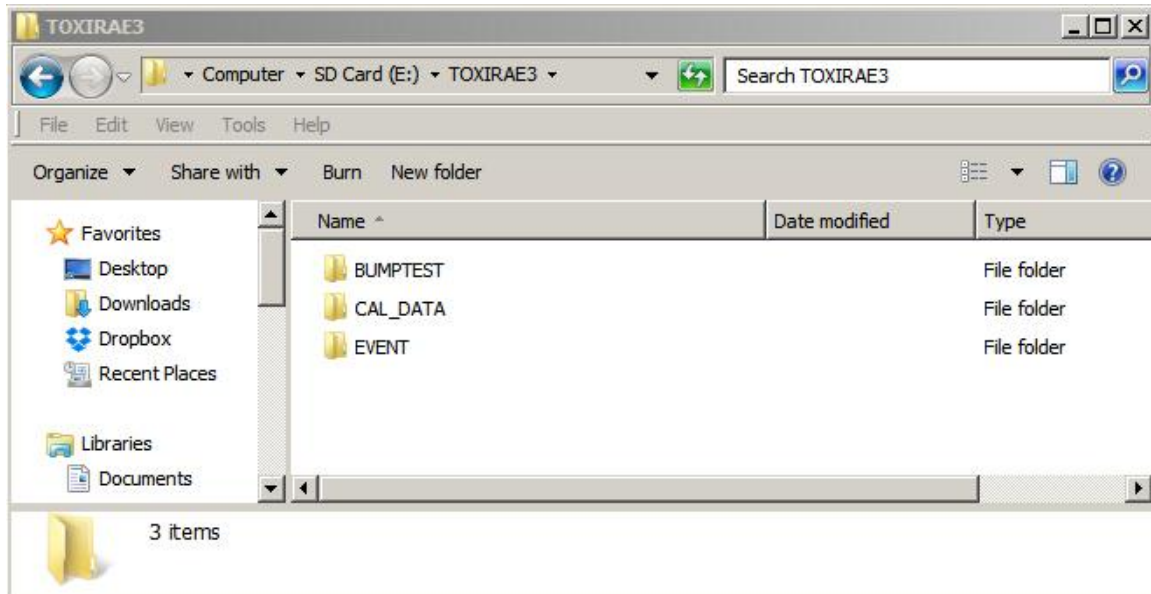 TOXIRAE3
Computer SD Card (E:) TOXIRAE3 Search TOXIRAE3
File Edit View Tools Help
Organize Share with Burn New folder
Name Date modified Type
Favorites
Desktop
Downloads
Dropbox
Recent Places
Libraries
Documents
BUMPTEST File folder
CAL_DATA File folder
EVENT File folder
3 items